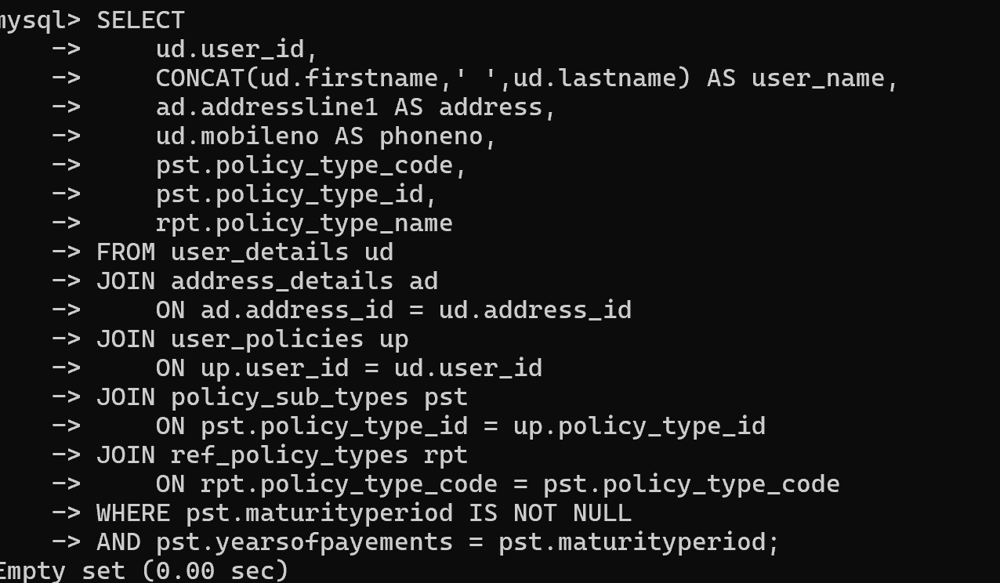 mysql> SELECT
    ->     ud.user_id,
    ->     CONCAT(ud.firstname,' ',ud.lastname) AS user_name,
    ->     ad.addressline1 AS address,
    ->     ud.mobileno AS phoneno,
    ->     pst.policy_type_code,
    ->     pst.policy_type_id,
    ->     rpt.policy_type_name
    -> FROM user_details ud
    -> JOIN address_details ad
    ->     ON ad.address_id = ud.address_id
    -> JOIN user_policies up
    ->     ON up.user_id = ud.user_id
    -> JOIN policy_sub_types pst
    ->     ON pst.policy_type_id = up.policy_type_id
    -> JOIN ref_policy_types rpt
    ->     ON rpt.policy_type_code = pst.policy_type_code
    -> WHERE pst.maturityperiod IS NOT NULL
    -> AND pst.yearsofpayements = pst.maturityperiod;
Empty set (0.00 sec)